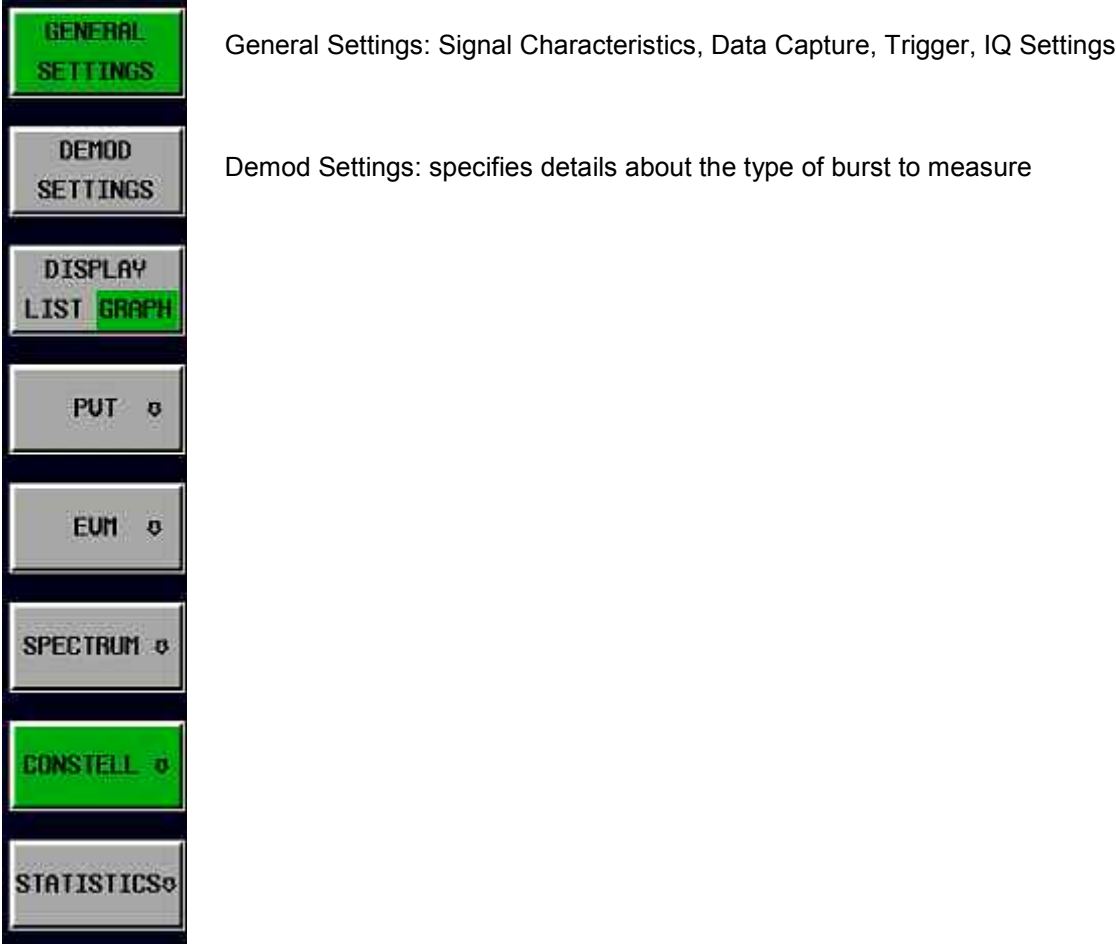 GENERAL
SETTINGS
General Settings: Signal Characteristics, Data Capture, Trigger, IQ Settings
DEMOD
SETTINGS
Demod Settings: specifies details about the type of burst to measure
DISPLAY
LIST GRAPH
PVT
EVM
SPECTRUM
CONSTELL
STATISTICS